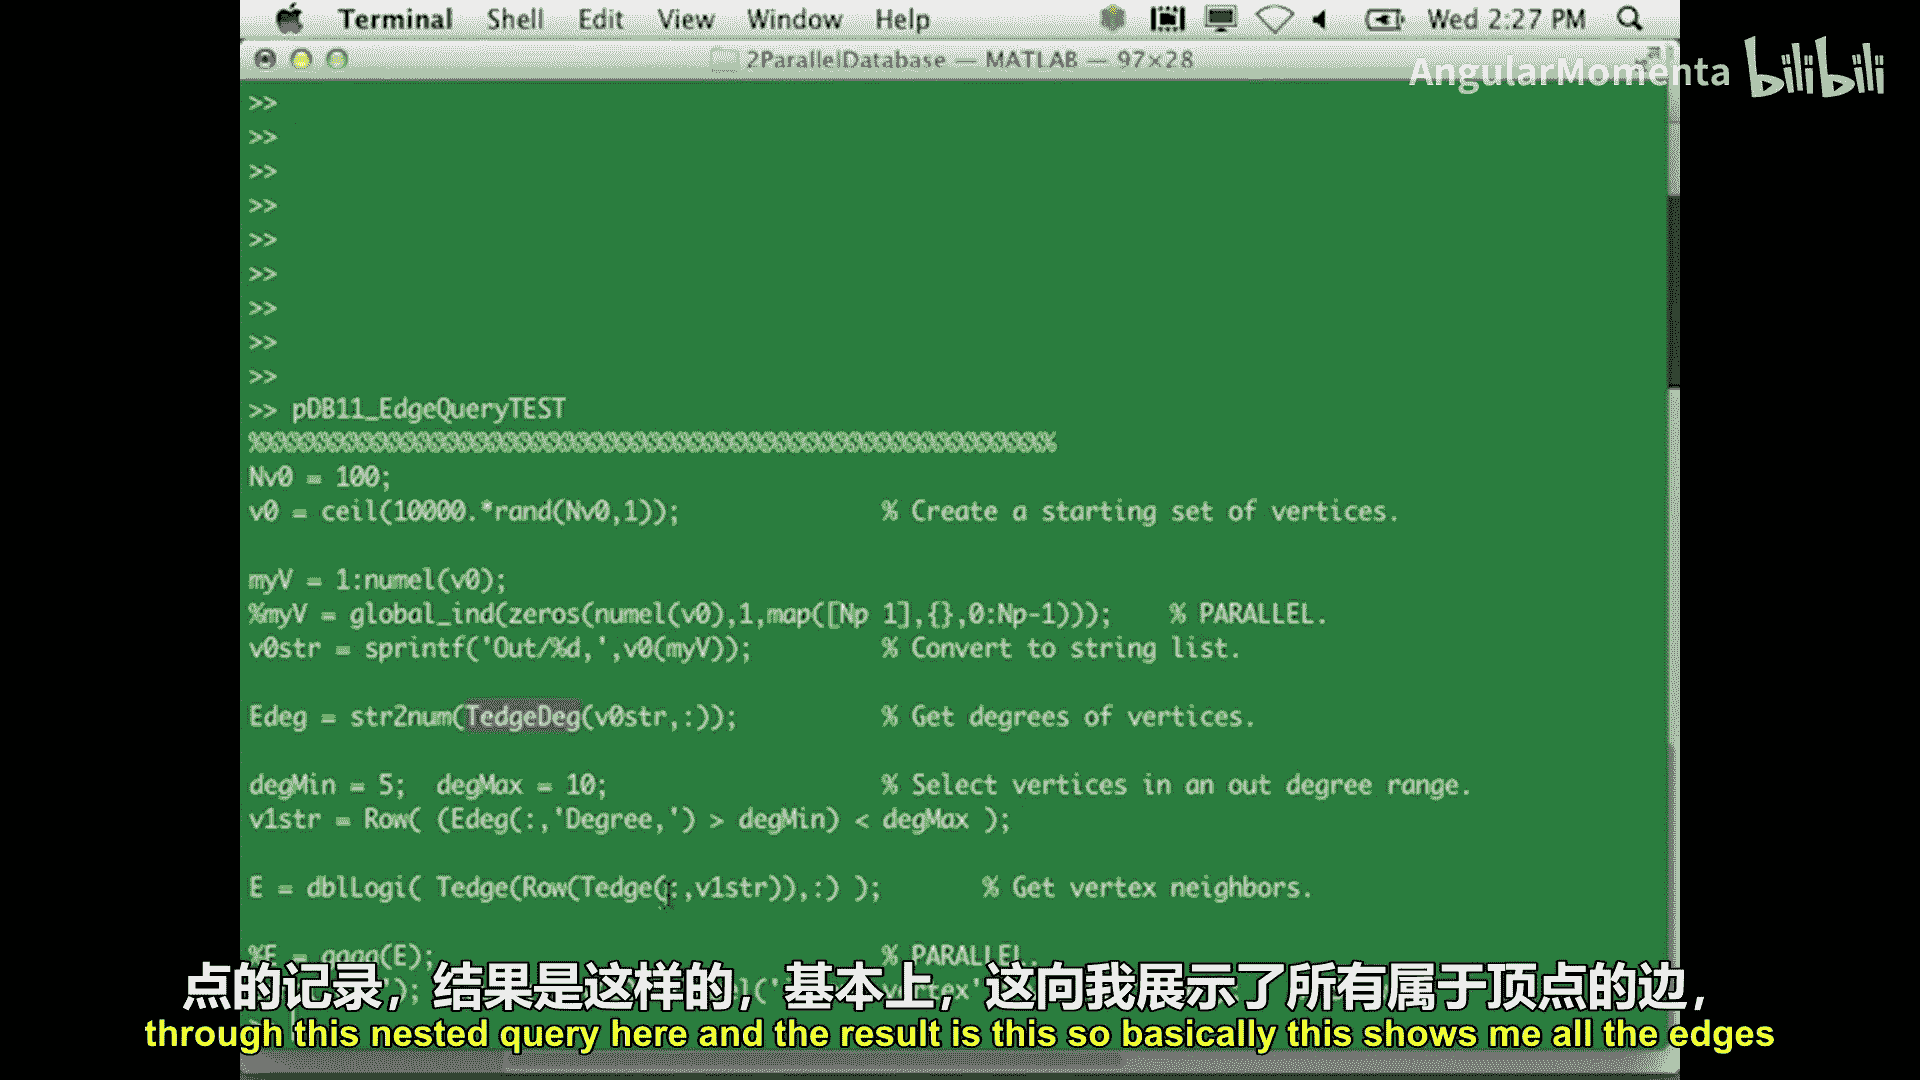 Terminal Shell Edit View Window Help Wed 2:27 PM
2ParallelDatabase — MATLAB — 97×28
AngularMomenta bilibili
>>
>>
>>
>>
>>
>>
>>
>>
>>
>> pDB11_EdgeQueryTEST
Nv0 = 100;
v0 = ceil(10000.*rand(Nv0,1)); % Create a starting set of vertices.
myV = 1:numel(v0);
%myV = global_ind(zeros(numel(v0),1,map([Np 1],{},0:Np-1))); % PARALLEL.
v0str = sprintf('Out/%d,',v0(myV)); % Convert to string list.
Edeg = str2num(TedgeDeg(v0str,:)); % Get degrees of vertices.
degMin = 5; degMax = 10; % Select vertices in an out degree range.
v1str = Row( (Edeg(:,'Degree,') > degMin) < degMax );
E = dblLogi( Tedge(Row(Tedge(:,v1str)),:) ); % Get vertex neighbors.
%E = gagg(E); % PARALLEL.
点的记录，结果是这样的，基本上，这向我展示了所有属于顶点的边，
through this nested query here and the result is this so basically this shows me all the edges